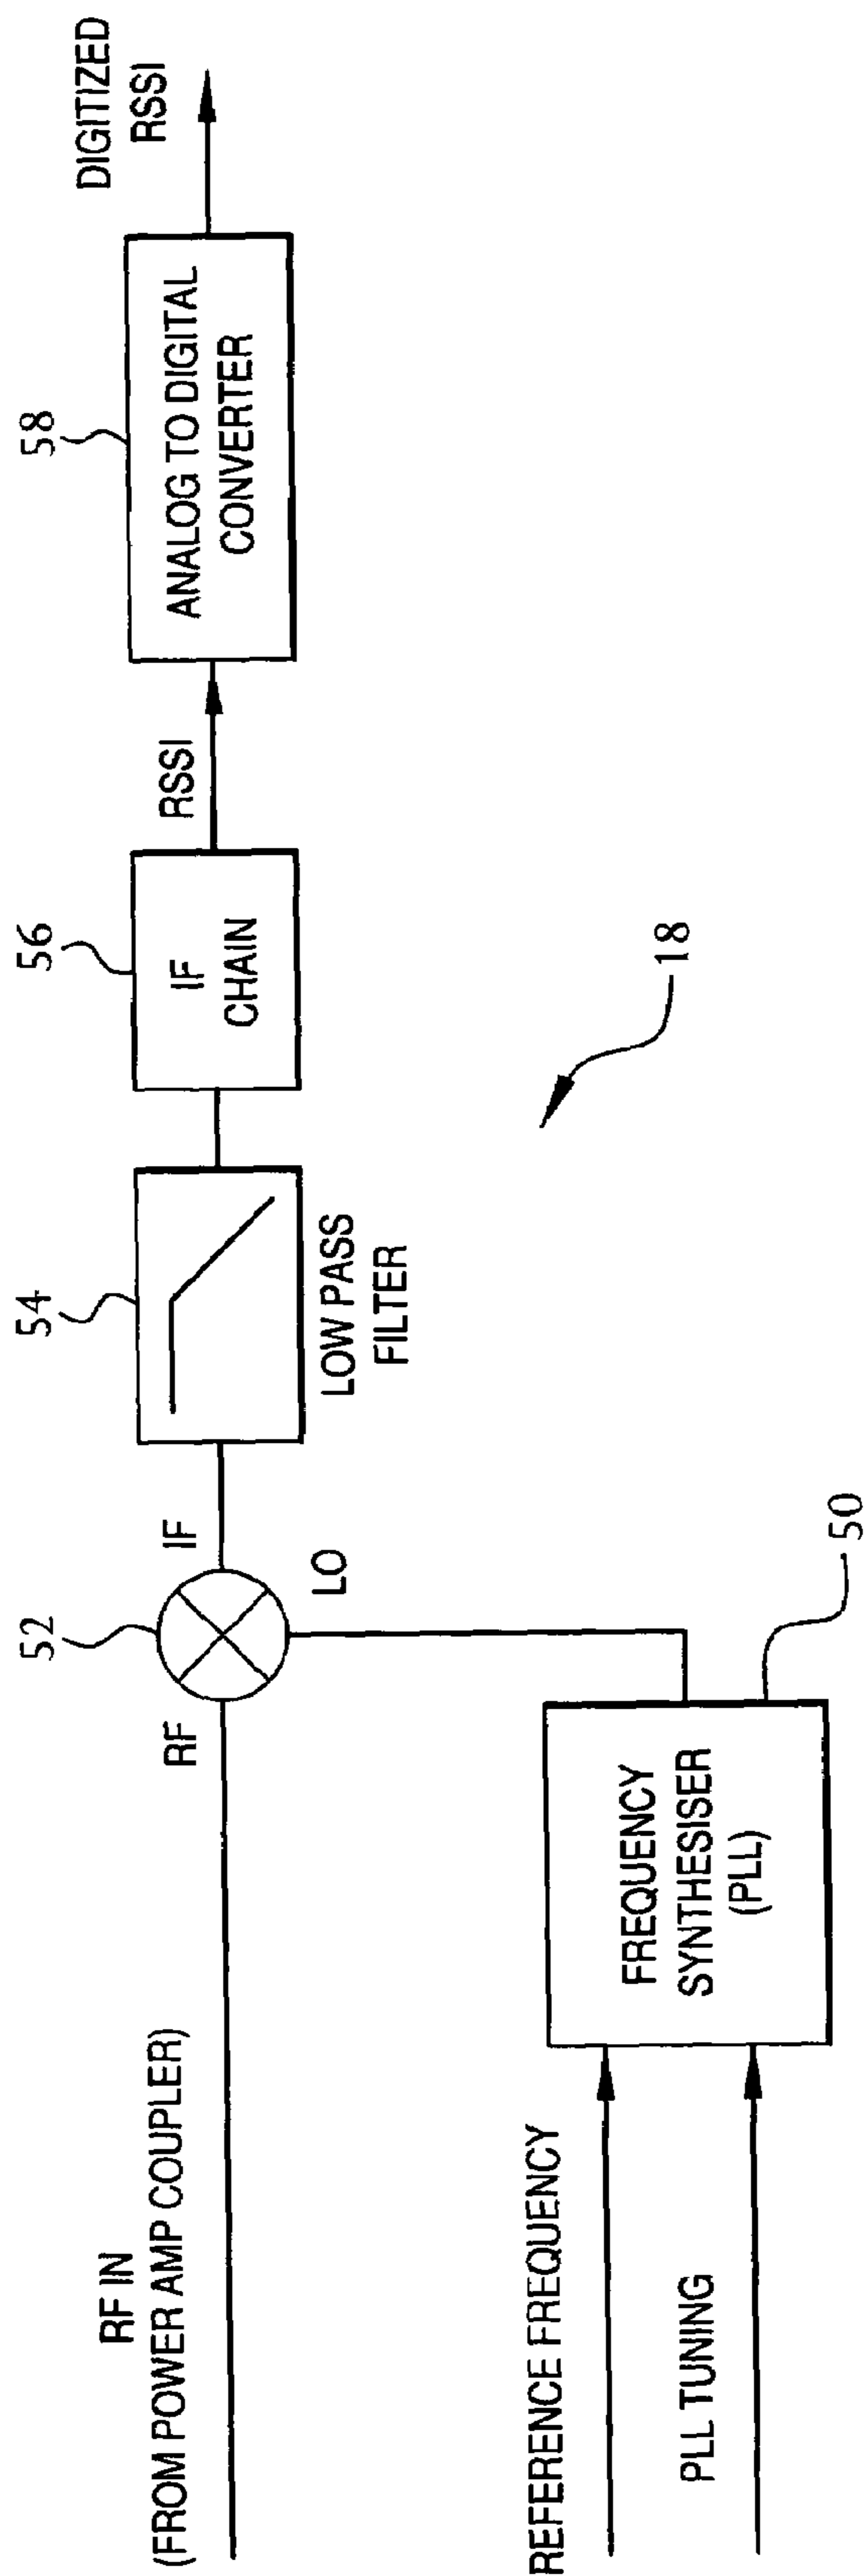 RF IN
(FROM POWER AMP COUPLER)
RF
52
IF
LO
54
LOW PASS
FILTER
56
IF
CHAIN
RSSI
58
ANALOG TO DIGITAL
CONVERTER
DIGITIZED
RSSI
REFERENCE FREQUENCY
PLL TUNING
FREQUENCY
SYNTHESISER
(PLL)
50
18